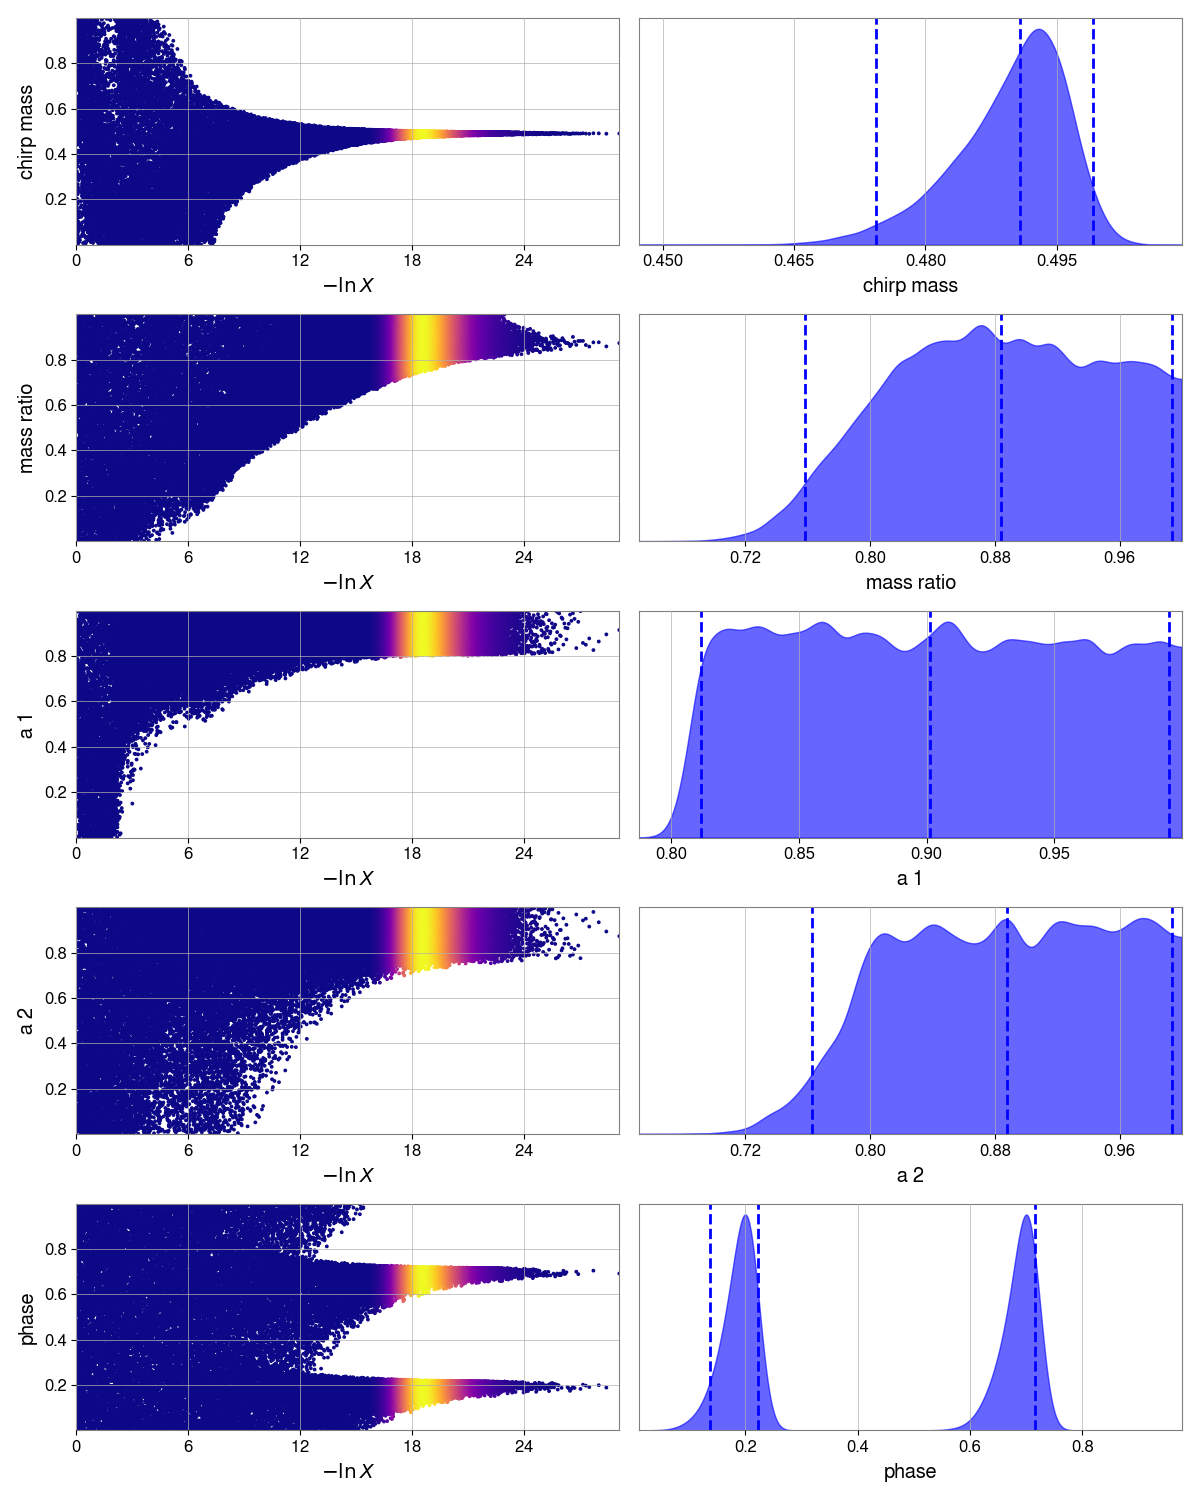 chirp mass
0.8
0.6
0.4
0.2
0 6 12 18 24
−ln X
0.450 0.465 0.480 0.495
chirp mass
mass ratio
0.8
0.6
0.4
0.2
0 6 12 18 24
−ln X
0.72 0.80 0.88 0.96
mass ratio
a 1
0.8
0.6
0.4
0.2
0 6 12 18 24
−ln X
0.80 0.85 0.90 0.95
a 1
a 2
0.8
0.6
0.4
0.2
0 6 12 18 24
−ln X
0.72 0.80 0.88 0.96
a 2
phase
0.8
0.6
0.4
0.2
0 6 12 18 24
−ln X
0.2 0.4 0.6 0.8
phase